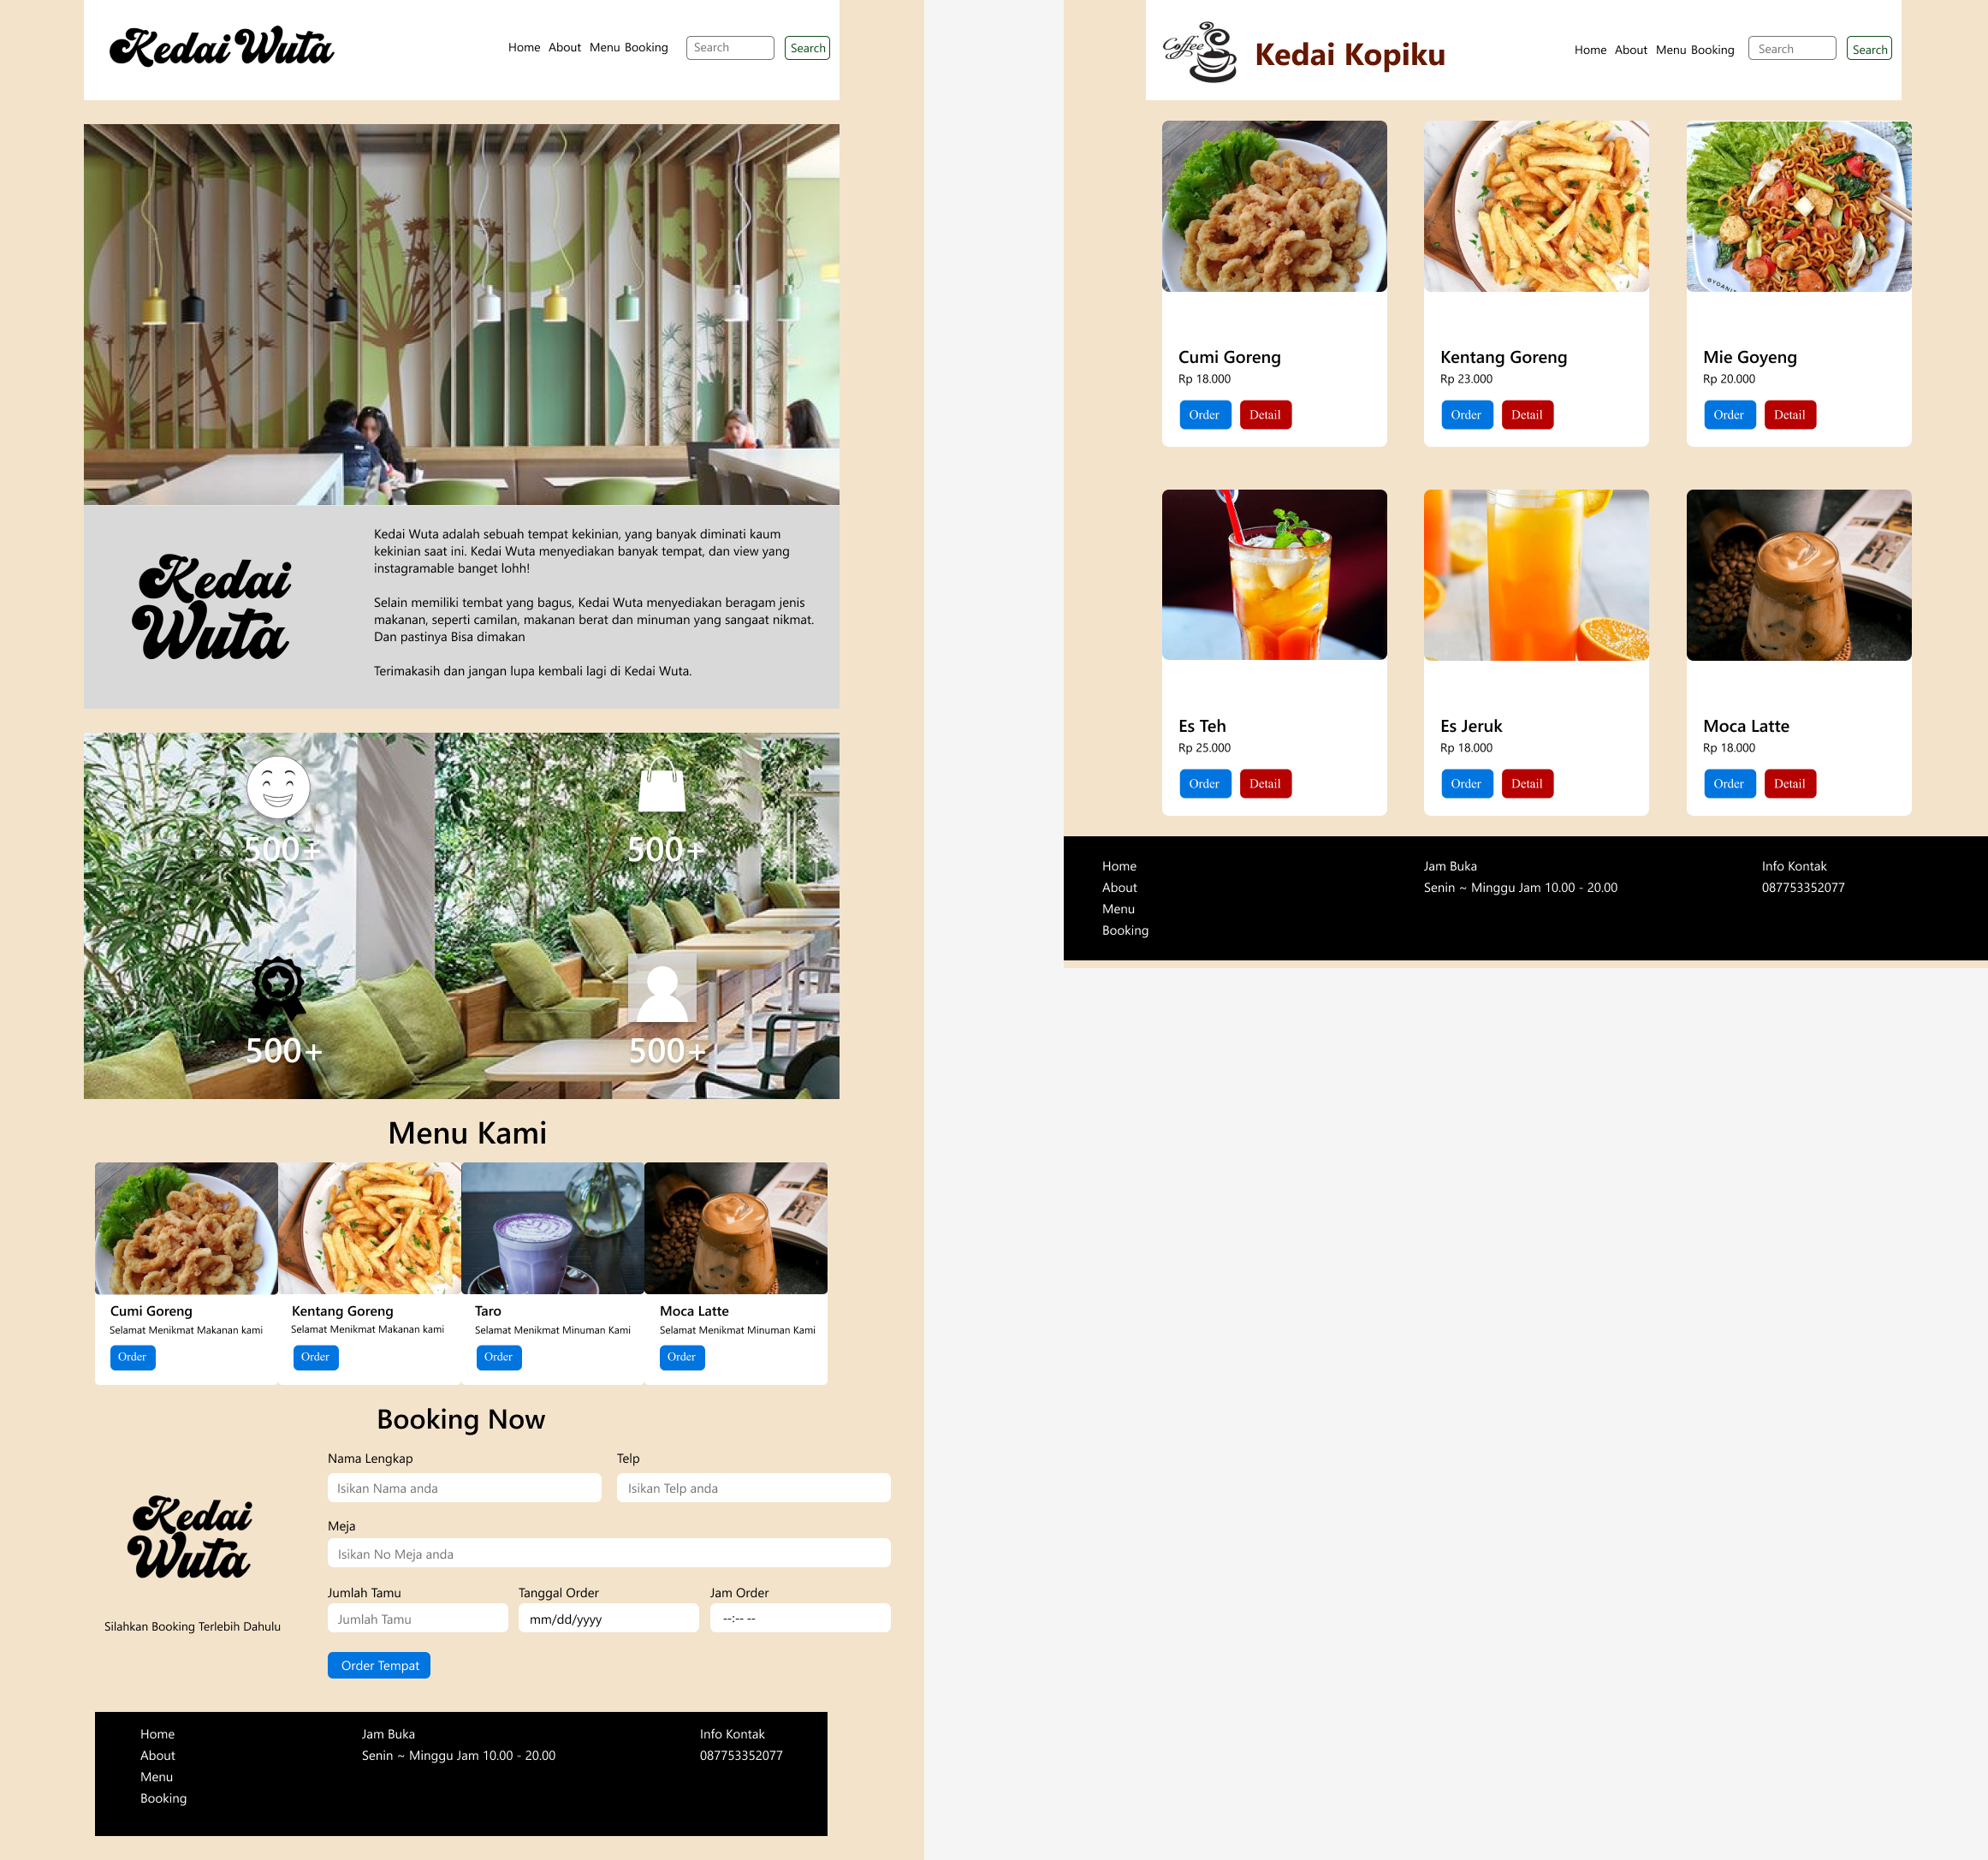 Kedai Wuta
Home About Menu Booking Search Search
Kedai
Wuta
Kedai Wuta adalah sebuah tempat kekinian, yang banyak diminati kaum
kekinian saat ini. Kedai Wuta menyediakan banyak tempat, dan view yang
instagramable banget lohh!
Selain memiliki tembat yang bagus, Kedai Wuta menyediakan beragam jenis
makanan, seperti camilan, makanan berat dan minuman yang sangaat nikmat.
Dan pastinya Bisa dimakan
Terimakasih dan jangan lupa kembali lagi di Kedai Wuta.
500+
500+
500+
500+
Menu Kami
Cumi Goreng
Selamat Menikmat Makanan kami
Order
Kentang Goreng
Selamat Menikmat Makanan kami
Order
Taro
Selamat Menikmat Minuman Kami
Order
Moca Latte
Selamat Menikmat Minuman Kami
Order
Booking Now
Kedai
Wuta
Silahkan Booking Terlebih Dahulu
Nama Lengkap
Isikan Nama anda
Telp
Isikan Telp anda
Meja
Isikan No Meja anda
Jumlah Tamu
Jumlah Tamu
Tanggal Order
mm/dd/yyyy
Jam Order
--:-- --
Order Tempat
Home
About
Menu
Booking
Jam Buka
Senin ~ Minggu Jam 10.00 - 20.00
Info Kontak
087753352077
Coffee
Kedai Kopiku
Home About Menu Booking Search Search
Cumi Goreng
Rp 18.000
Order Detail
Kentang Goreng
Rp 23.000
Order Detail
Mie Goyeng
Rp 20.000
Order Detail
Es Teh
Rp 25.000
Order Detail
Es Jeruk
Rp 18.000
Order Detail
Moca Latte
Rp 18.000
Order Detail
Home
About
Menu
Booking
Jam Buka
Senin ~ Minggu Jam 10.00 - 20.00
Info Kontak
087753352077